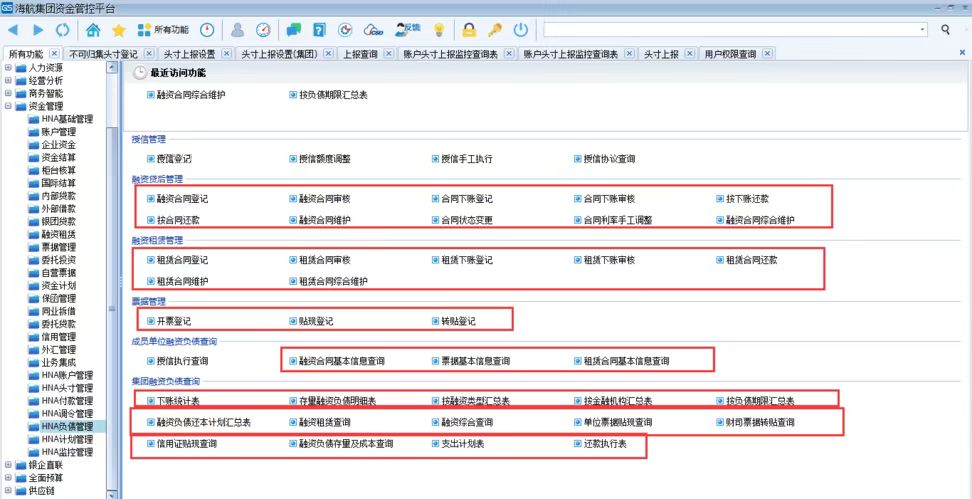 海航集团资金管控平台
所有功能
反馈
所有功能 不可归集头寸登记 头寸上报设置 头寸上报设置(集团) 上报查询 账户头寸上报监控查询表 账户头寸上报监控查询表 头寸上报 用户权限查询
人力资源
经营分析
商务智能
资金管理
HNA基础管理
账户管理
企业资金
资金结算
柜台核算
国际结算
内部贷款
外部借款
银团贷款
融资租赁
票据管理
委托投资
自营票据
资金计划
保函管理
同业拆借
委托贷款
信用管理
外汇管理
业务集成
HNA账户管理
HNA头寸管理
HNA付款管理
HNA调令管理
HNA负债管理
HNA计划管理
HNA监控管理
银企直联
全面预算
供应链
最近访问功能
融资合同综合维护 按负债期限汇总表
授信管理
授信登记 授信额度调整 授信手工执行 授信协议查询
融资贷后管理
融资合同登记 融资合同审核 合同下账登记 合同下账审核 按下账还款
按合同还款 融资合同维护 合同状态变更 合同利率手工调整 融资合同综合维护
融资租赁管理
租赁合同登记 租赁合同审核 租赁下账登记 租赁下账审核 租赁合同还款
租赁合同维护 租赁合同综合维护
票据管理
开票登记 贴现登记 转贴登记
成员单位融资负债查询
授信执行查询 融资合同基本信息查询 票据基本信息查询 租赁合同基本信息查询
集团融资负债查询
下账统计表 存量融资负债明细表 按融资类型汇总表 按金融机构汇总表 按负债期限汇总表
融资负债还本计划汇总表 融资租赁查询 融资综合查询 单位票据贴现查询 财司票据转贴查询
信用证贴现查询 融资负债存量及成本查询 支出计划表 还款执行表